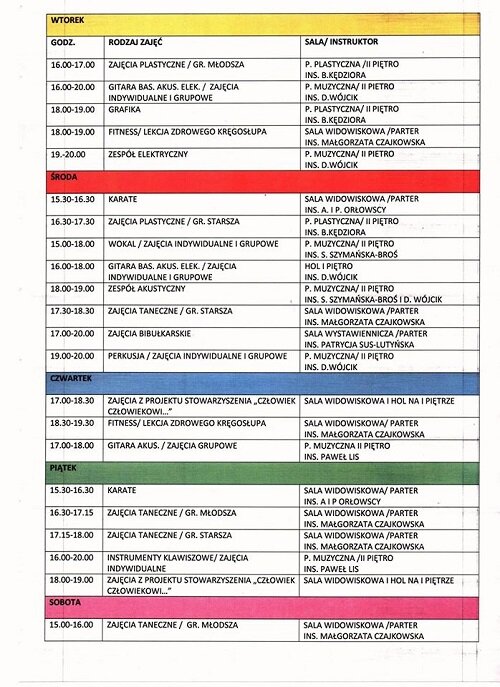 WTOREK
GODZ. RODZAJ ZAJĘĆ SALA/ INSTRUKTOR
16.00-17.00 ZAJĘCIA PLASTYCZNE / GR. MŁODSZA P. PLASTYCZNA /II PIĘTRO
INS. B.KĘDZIORA
16.00-20.00 GITARA BAS. AKUS. ELEK. / ZAJĘCIA P. MUZYCZNA/ II PIETRO
INDYWIDUALNE I GRUPOWE INS. D.WÓJCIK
18.00-19.00 GRAFIKA P. PLASTYCZNA / II PIĘTRO
INS. B.KĘDZIORA
18.00-19.00 FITNESS/ LEKCJA ZDROWEGO KRĘGOSŁUPA SALA WIDOWISKOWA /PARTER
INS. MAŁGORZATA CZAJKOWSKA
19.-20.00 ZESPÓŁ ELEKTRYCZNY P. MUZYCZNA/ II PIETRO
INS. D.WÓJCIK
ŚRODA
15.30-16.30 KARATE SALA WIDOWISKOWA /PARTER
INS. A. I P. ORŁOWSCY
16.30-17.30 ZAJĘCIA PLASTYCZNE / GR. STARSZA P. PLASTYCZNA / II PIĘTRO
INS. B.KĘDZIORA
15.00-18.00 WOKAL / ZAJĘCIA INDYWIDUALNE I GRUPOWE P. MUZYCZNA/ II PIĘTRO
INS. S. SZYMAŃSKA-BROŚ
16.00-18.00 GITARA BAS. AKUS. ELEK. / ZAJĘCIA HOL I PIĘTRO
INDYWIDUALNE I GRUPOWE INS. D.WÓJCIK
18.00-19.00 ZESPÓŁ AKUSTYCZNY P. MUZYCZNA/ II PIĘTRO
INS. S. SZYMAŃSKA-BROŚ I D. WÓJCIK
17.30-18.30 ZAJĘCIA TANECZNE / GR. STARSZA SALA WIDOWISKOWA /PARTER
INS. MAŁGORZATA CZAJKOWSKA
17.00-20.00 ZAJĘCIA BIBUŁKARSKIE SALA WYSTAWIENNICZA /PARTER
INS. PATRYCJA SUS-LUTYŃSKA
19.00-20.00 PERKUSJA / ZAJĘCIA INDYWIDUALNE I GRUPOWE P. MUZYCZNA/ II PIĘTRO
INS. D.WÓJCIK
CZWARTEK
17.00-18.30 ZAJĘCIA Z PROJEKTU STOWARZYSZENIA „CZŁOWIEK SALA WIDOWISKOWA I HOL NA I PIĘTRZE
CZŁOWIEKOWI...”
18.30-19.30 FITNESS/ LEKCJA ZDROWEGO KRĘGOSŁUPA SALA WIDOWISKOWA/ PARTER
INS. MAŁGORZATA CZAJKOWSKA
17.00-18.00 GITARA AKUS. / ZAJĘCIA GRUPOWE P. MUZYCZNA II PIĘTRO
INS. PAWEŁ LIS
PIĄTEK
15.30-16.30 KARATE SALA WIDOWISKOWA/ PARTER
INS. A I P ORŁOWSCY
16.30-17.15 ZAJĘCIA TANECZNE / GR. MŁODSZA SALA WIDOWISKOWA /PARTER
INS. MAŁGORZATA CZAJKOWSKA
17.15-18.00 ZAJĘCIA TANECZNE / GR. STARSZA SALA WIDOWISKOWA /PARTER
INS. MAŁGORZATA CZAJKOWSKA
16.00-20.00 INSTRUMENTY KLAWISZOWE/ ZAJĘCIA P. MUZYCZNA /II PIĘTRO
INDYWIDUALNE INS. PAWEŁ LIS
18.00-19.00 ZAJĘCIA Z PROJEKTU STOWARZYSZENIA „CZŁOWIEK SALA WIDOWISKOWA I HOL NA I PIĘTRZE
CZŁOWIEKOWI...”
SOBOTA
15.00-16.00 ZAJĘCIA TANECZNE / GR. MŁODSZA SALA WIDOWISKOWA /PARTER
INS. MAŁGORZATA CZAJKOWSKA